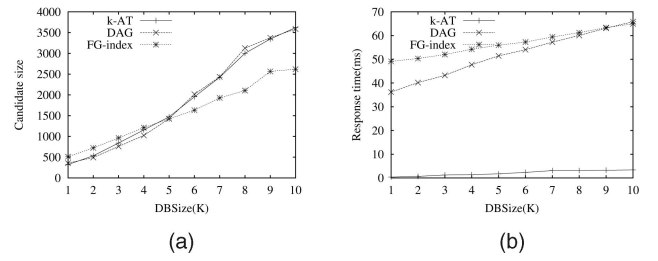 4000
3500
3000
2500
2000
1500
1000
500
0
Candidate size
k-AT
DAG
FG-index
1 2 3 4 5 6 7 8 9 10
DBSize(K)
(a)
70
60
50
40
30
20
10
0
Response time(ms)
k-AT
DAG
FG-index
1 2 3 4 5 6 7 8 9 10
DBSize(K)
(b)